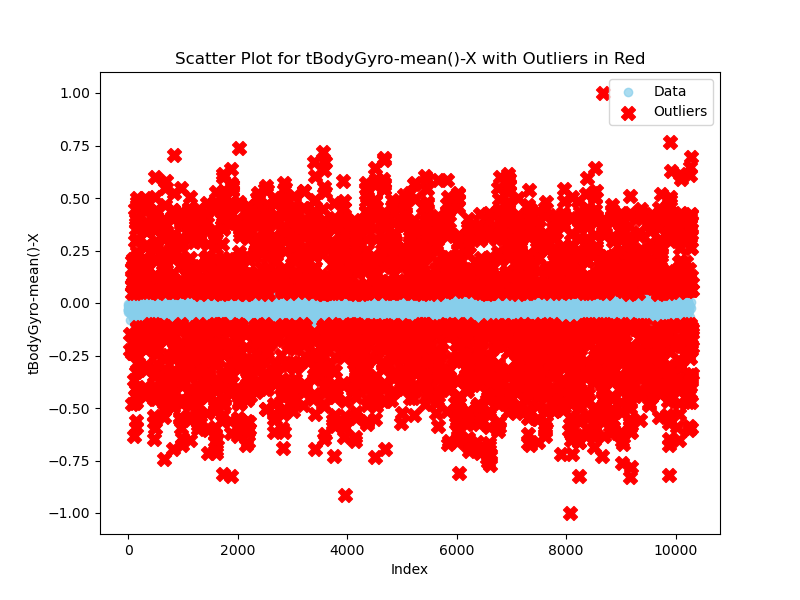 Scatter Plot for tBodyGyro-mean()-X with Outliers in Red
Data
Outliers
1.00
0.75
0.50
0.25
0.00
−0.25
−0.50
−0.75
−1.00
tBodyGyro-mean()-X
0 2000 4000 6000 8000 10000
Index